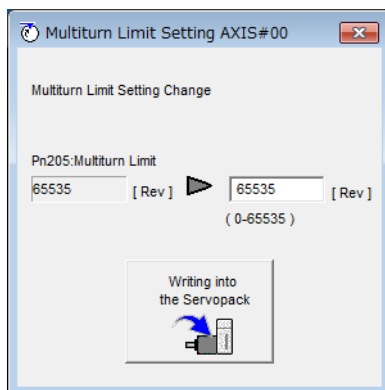 Multiturn Limit Setting AXIS#00
Multiturn Limit Setting Change
Pn205:Multiturn Limit
65535 [ Rev ] 65535 [ Rev ]
( 0-65535 )
Writing into
the Servopack